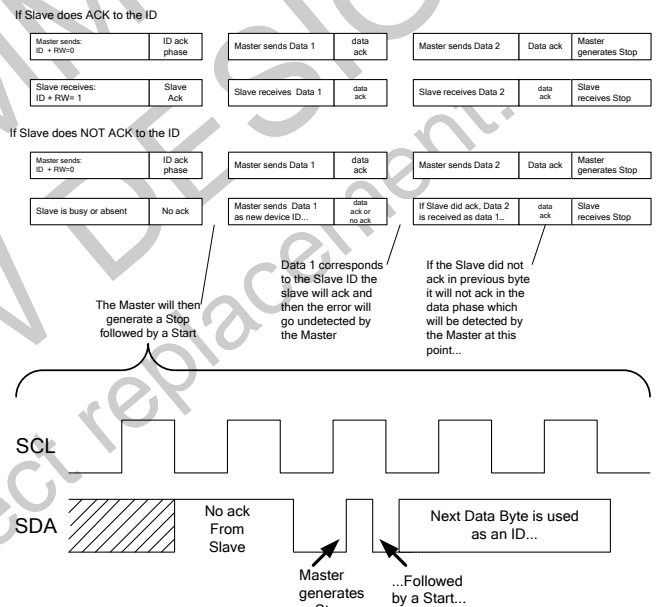 If Slave does ACK to the ID
Master sends:
ID + RW=0
ID ack
phase
Master sends Data 1
data
ack
Master sends Data 2
Data ack
Master
generates Stop
Slave receives:
ID + RW= 1
Slave
Ack
Slave receives Data 1
data
ack
Slave receives Data 2
data
ack
Slave
receives Stop
If Slave does NOT ACK to the ID
Master sends:
ID + RW=0
ID ack
phase
Master sends Data 1
data
ack
Master sends Data 2
Data ack
Master
generates Stop
Slave is busy or absent
No ack
Master sends Data 1
as new device ID...
data
ack or
no ack
If Slave did ack, Data 2
is received as data 1..
data
ack
Slave
receives Stop
The Master will then
generate a Stop
followed by a Start
Data 1 corresponds
to the Slave ID the
slave will ack and
then the error will
go undetected by
the Master
If the Slave did not
ack in previous byte
it will not ack in the
data phase which
will be detected by
the Master at this
point...
SCL
SDA
No ack
From
Slave
Next Data Byte is used
as an ID...
Master
generates
...Followed
by a Start...
ect replacement.